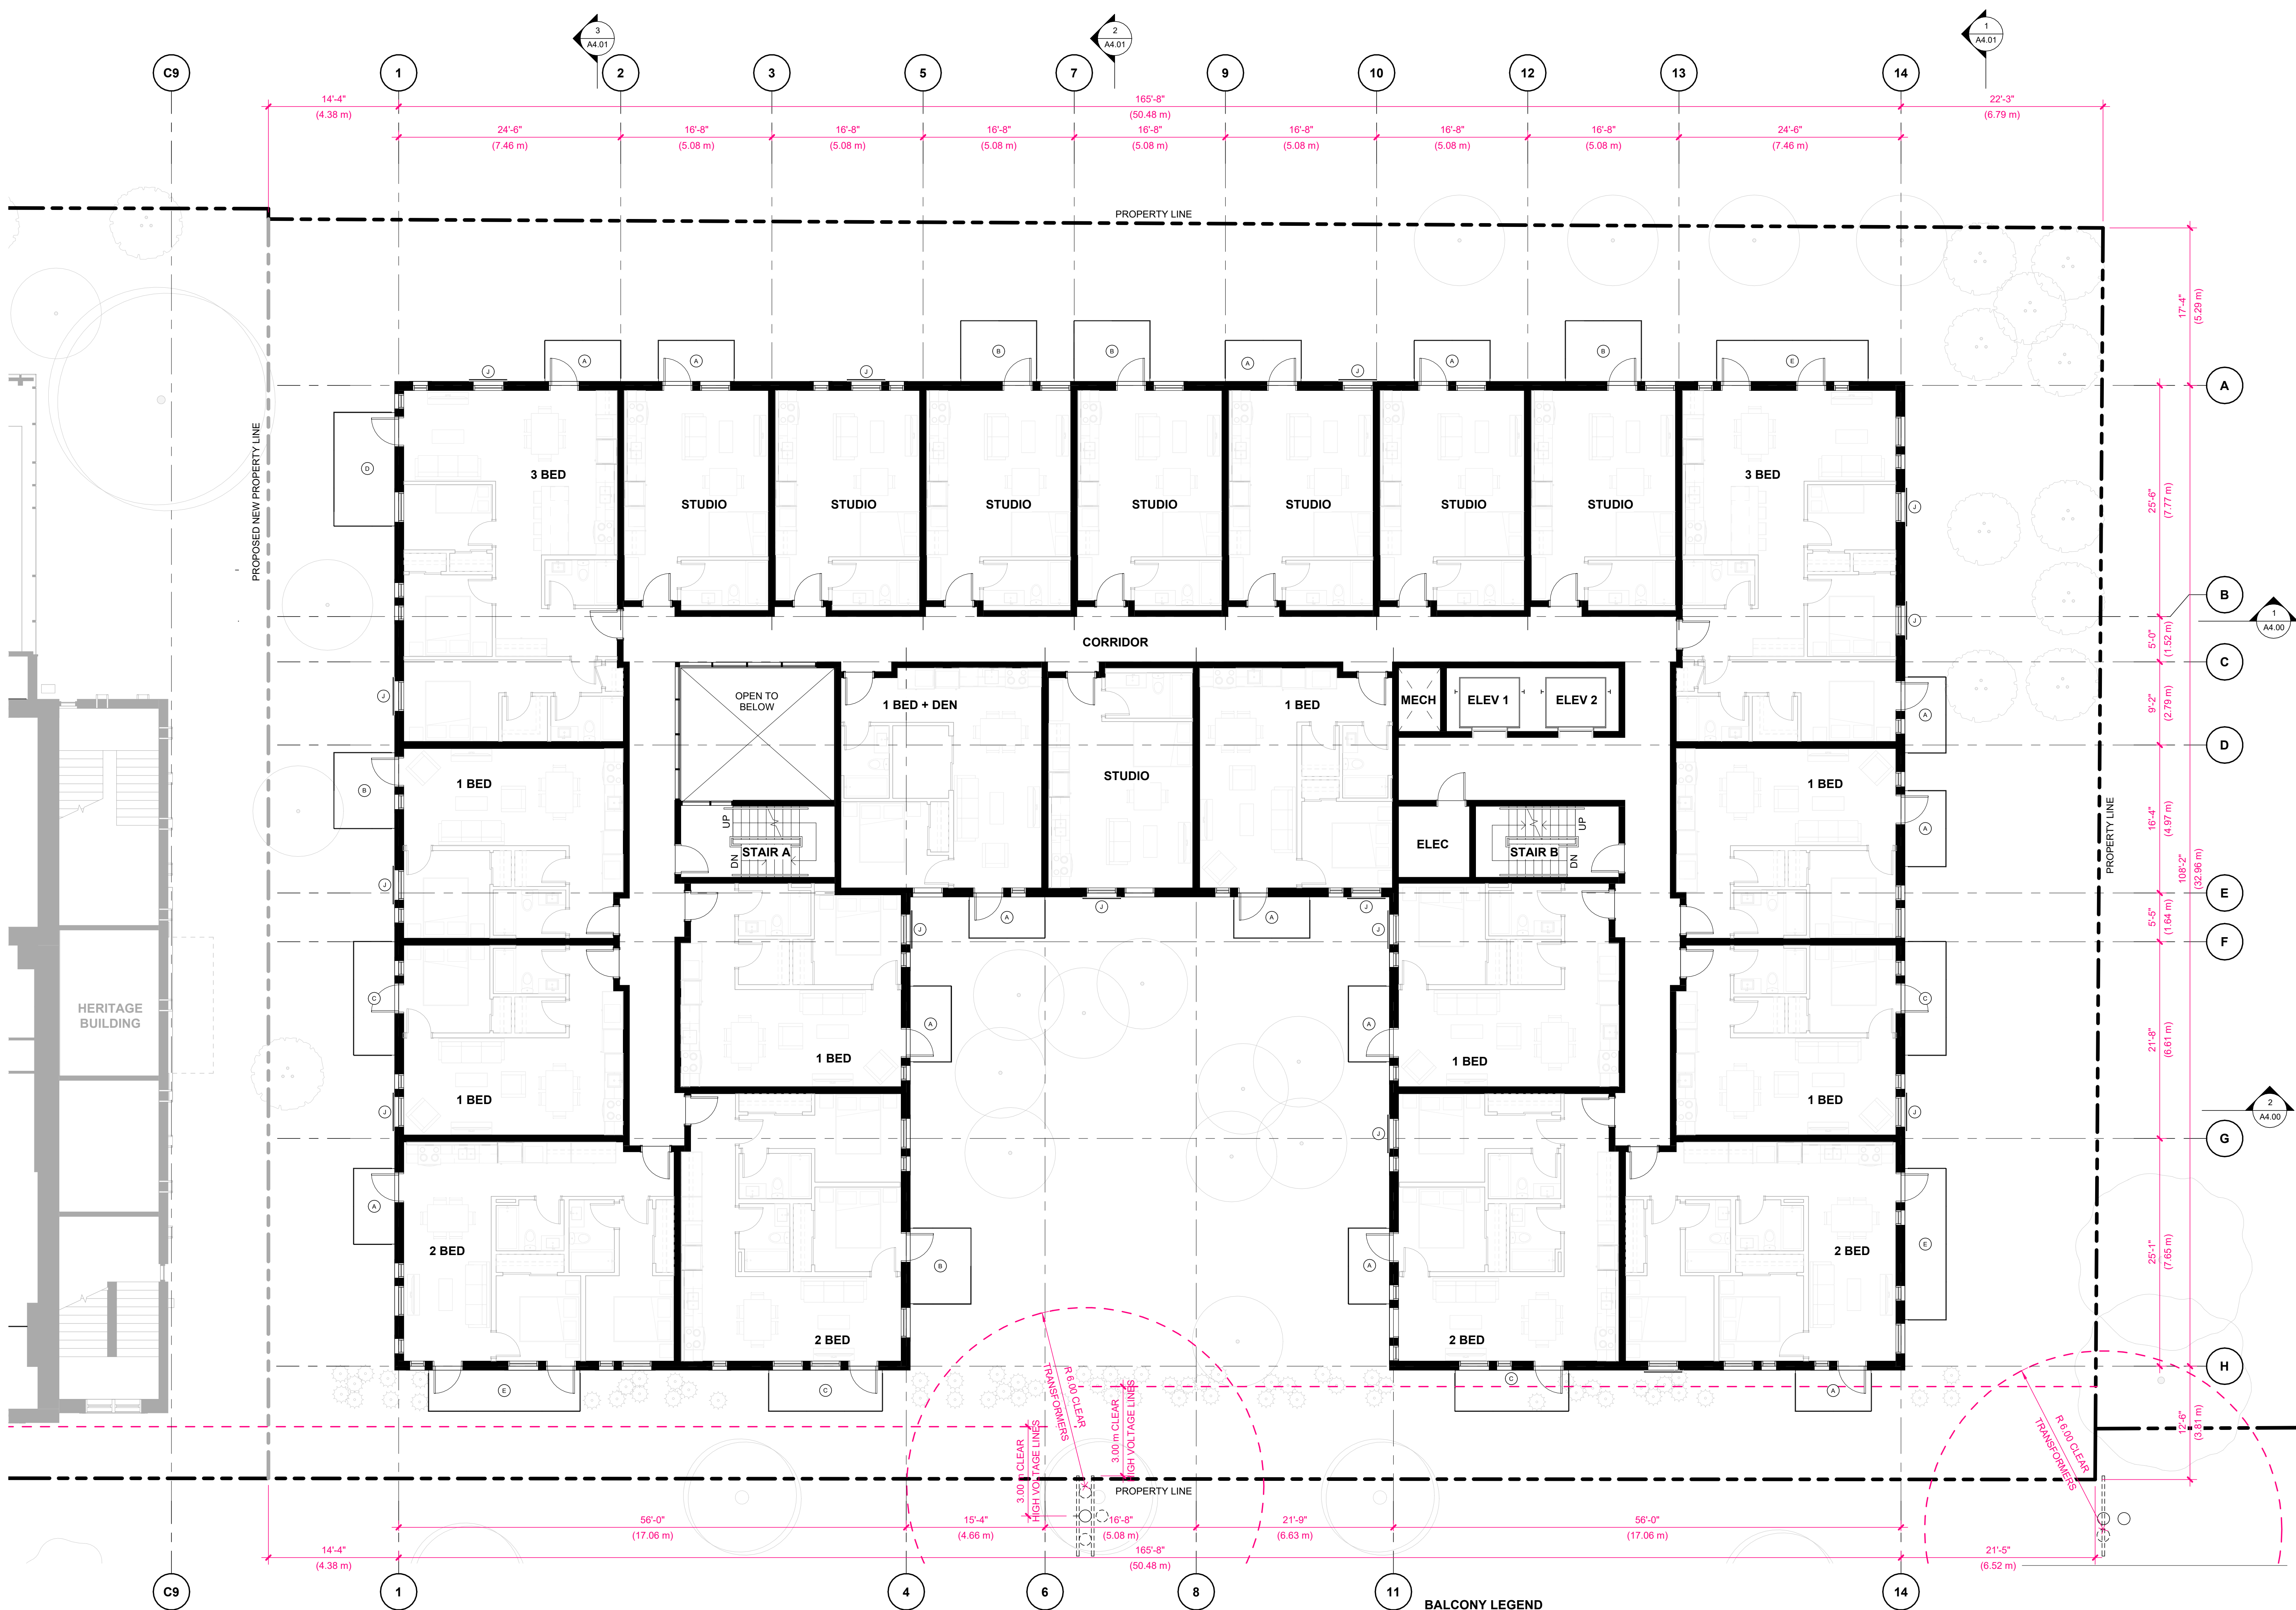 3
A4.01
2
A4.01
1
A4.01
C9
1
2
3
5
7
9
10
12
13
14
14'-4"
(4.38 m)
165'-8"
(50.48 m)
22'-3"
(6.79 m)
24'-6"
(7.46 m)
16'-8"
(5.08 m)
16'-8"
(5.08 m)
16'-8"
(5.08 m)
16'-8"
(5.08 m)
16'-8"
(5.08 m)
16'-8"
(5.08 m)
16'-8"
(5.08 m)
24'-6"
(7.46 m)
PROPERTY LINE
17'-4"
(5.29 m)
J
A
A
J
B
B
A
J
A
B
E
A
D
PROPOSED NEW PROPERTY LINE
3 BED
STUDIO
STUDIO
STUDIO
STUDIO
STUDIO
STUDIO
STUDIO
3 BED
J
25'-6"
(7.77 m)
B
1
A4.00
J
CORRIDOR
5'-0"
(1.52 m)
C
J
OPEN TO
BELOW
1 BED + DEN
1 BED
MECH
ELEV 1
ELEV 2
A
9'-2"
(2.79 m)
D
B
1 BED
STUDIO
1 BED
A
PROPERTY LINE
16'-4"
(4.97 m)
108'-2"
(32.96 m)
UP
DN
STAIR A
ELEC
STAIR B
UP
DN
J
E
A
J
A
J
J
J
5'-5"
(1.64 m)
F
C
HERITAGE
BUILDING
A
A
C
1 BED
1 BED
21'-8"
(6.61 m)
J
1 BED
1 BED
J
J
2
A4.00
G
A
2 BED
B
A
2 BED
E
25'-1"
(7.65 m)
2 BED
2 BED
H
E
C
C
A
R 6.00 CLEAR
TRANSFORMERS
3.00 m CLEAR
HIGH VOLTAGE LINES
3.00 m CLEAR
HIGH VOLTAGE LINES
R 6.00 CLEAR
TRANSFORMERS
12'-6"
(3.81 m)
PROPERTY LINE
56'-0"
(17.06 m)
15'-4"
(4.66 m)
16'-8"
(5.08 m)
21'-9"
(6.63 m)
56'-0"
(17.06 m)
14'-4"
(4.38 m)
165'-8"
(50.48 m)
21'-5"
(6.52 m)
C9
1
4
6
8
11
14
BALCONY LEGEND